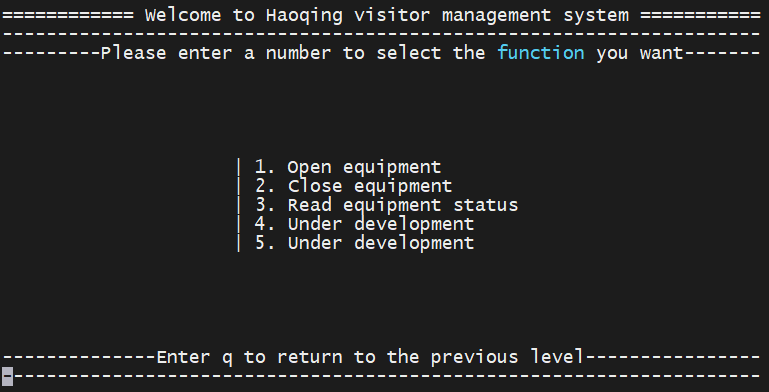 ============ Welcome to Haoqing visitor management system ===========
---------------------------------------------------------------------
---------Please enter a number to select the function you want-------
| 1. Open equipment
| 2. Close equipment
| 3. Read equipment status
| 4. Under development
| 5. Under development
--------------Enter q to return to the previous level----------------
---------------------------------------------------------------------